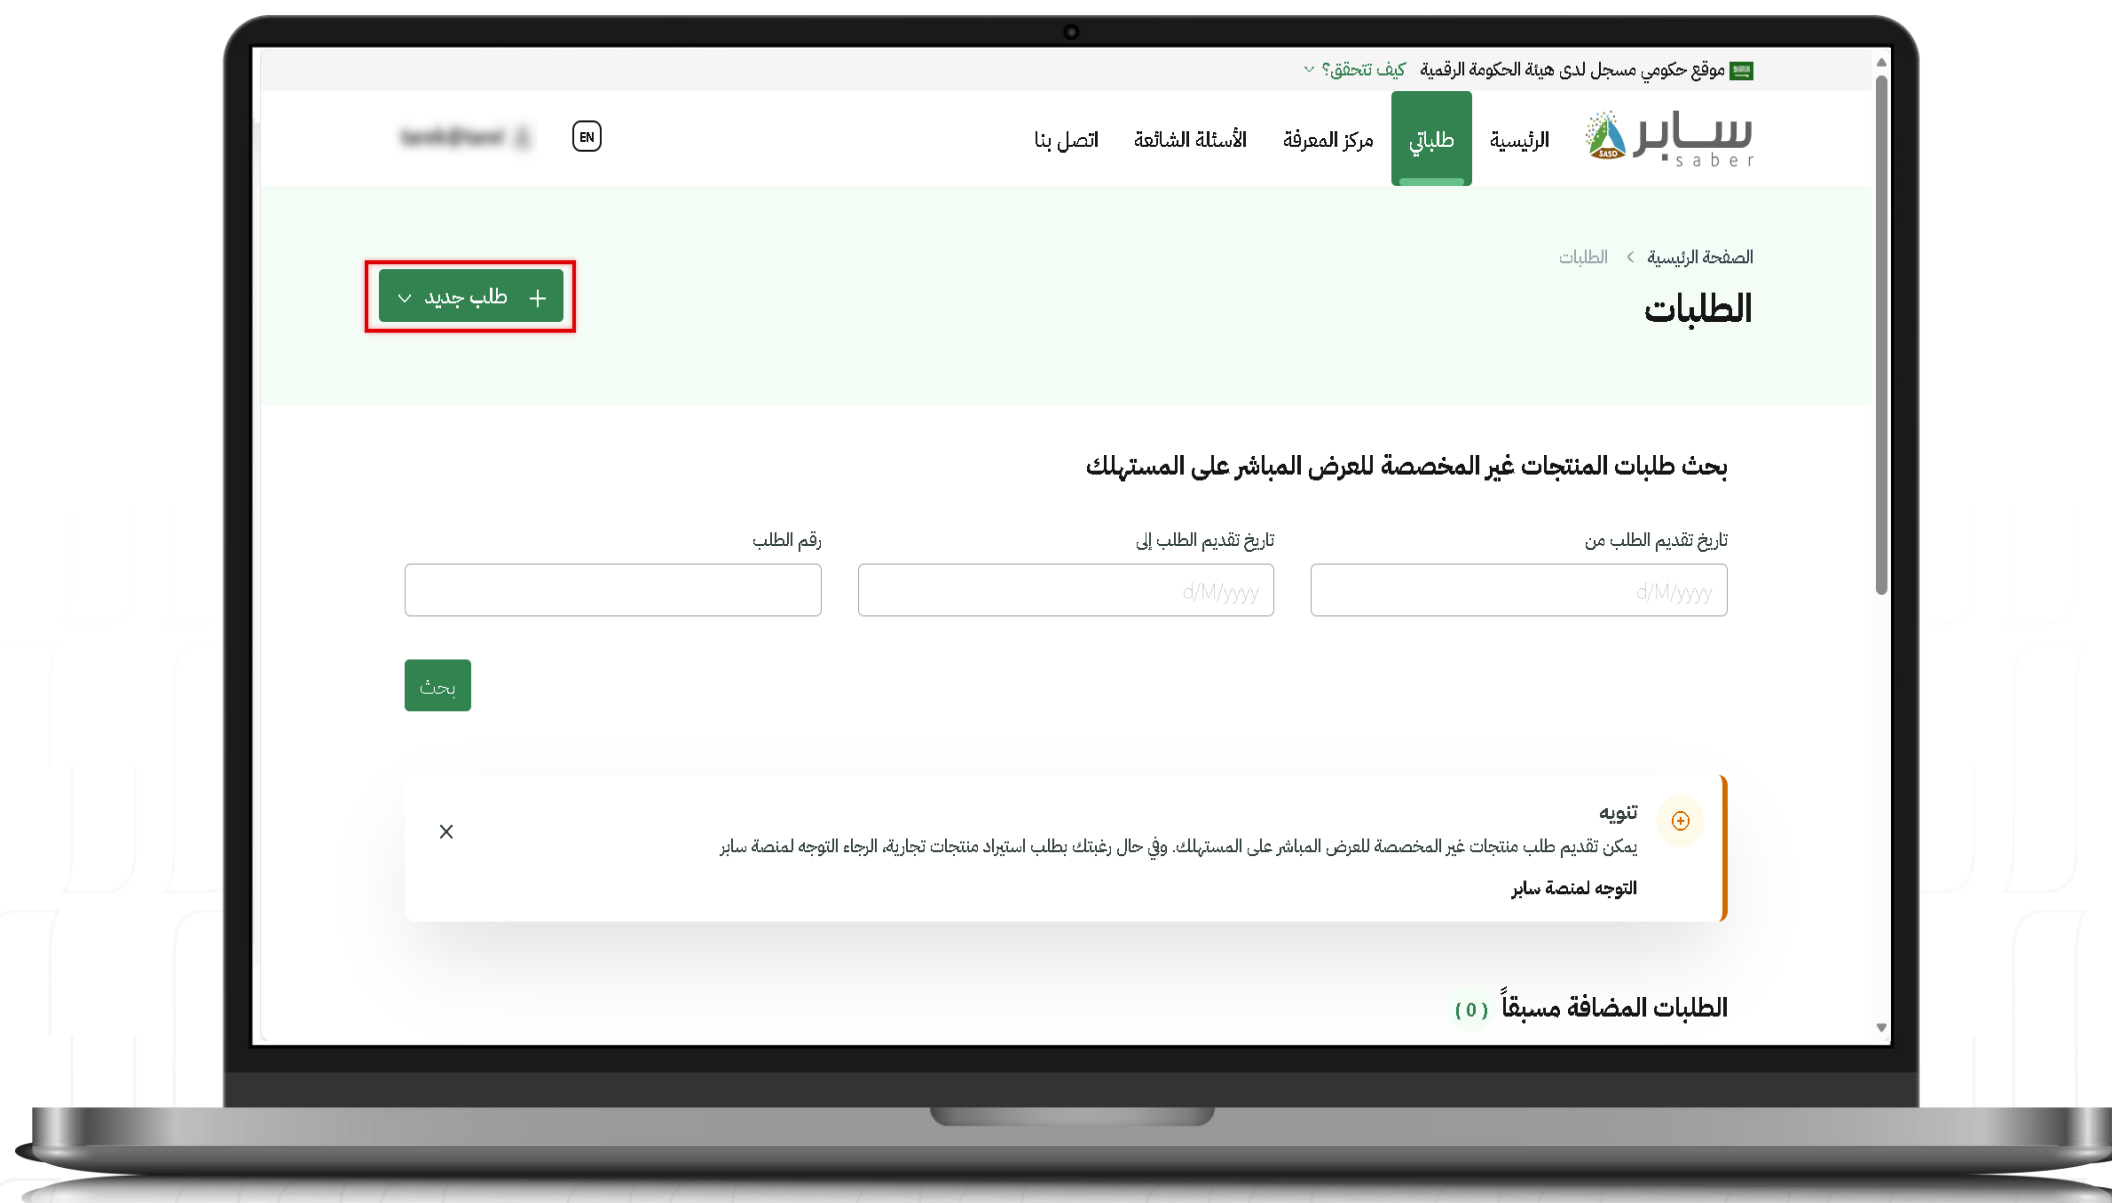 موقع حكومي مسجل لدى هيئة الحكومة الرقمية كيف تتحقق؟
سابر
saber
SASO
الرئيسية
طلباتي
مركز المعرفة
الأسئلة الشائعة
اتصل بنا
EN
الصفحة الرئيسية > الطلبات
الطلبات
+ طلب جديد
بحث طلبات المنتجات غير المخصصة للعرض المباشر على المستهلك
تاريخ تقديم الطلب من
تاريخ تقديم الطلب إلى
رقم الطلب
d/M/yyyy
d/M/yyyy
بحث
تنويه
يمكن تقديم طلب منتجات غير المخصصة للعرض المباشر على المستهلك. وفي حال رغبتك بطلب استيراد منتجات تجارية، الرجاء التوجه لمنصة سابر
التوجه لمنصة سابر
الطلبات المضافة مسبقاً (0)